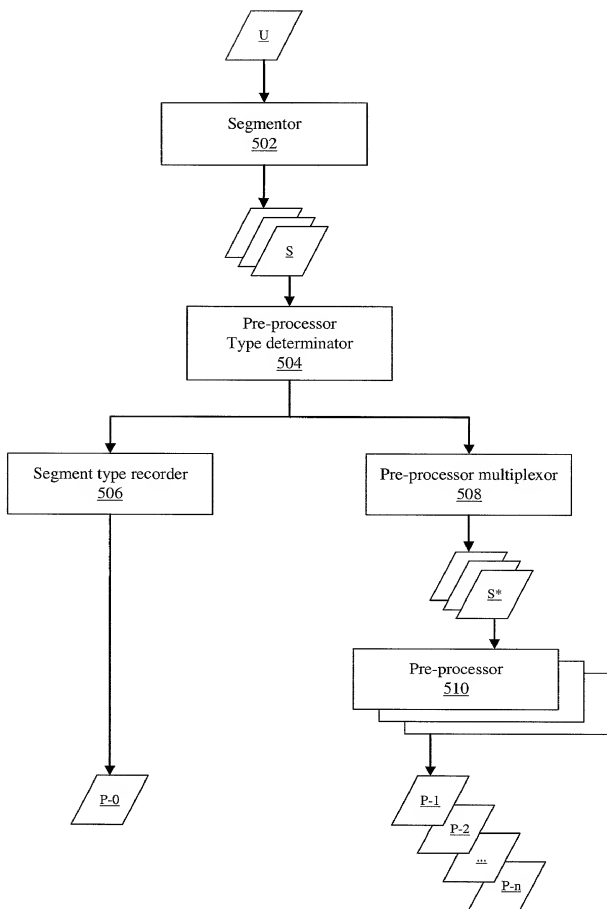 U
Segmentor
502
S
Pre-processor
Type determinator
504
Segment type recorder
506
Pre-processor multiplexor
508
S*
Pre-processor
510
P-0
P-1
P-2
...
P-n